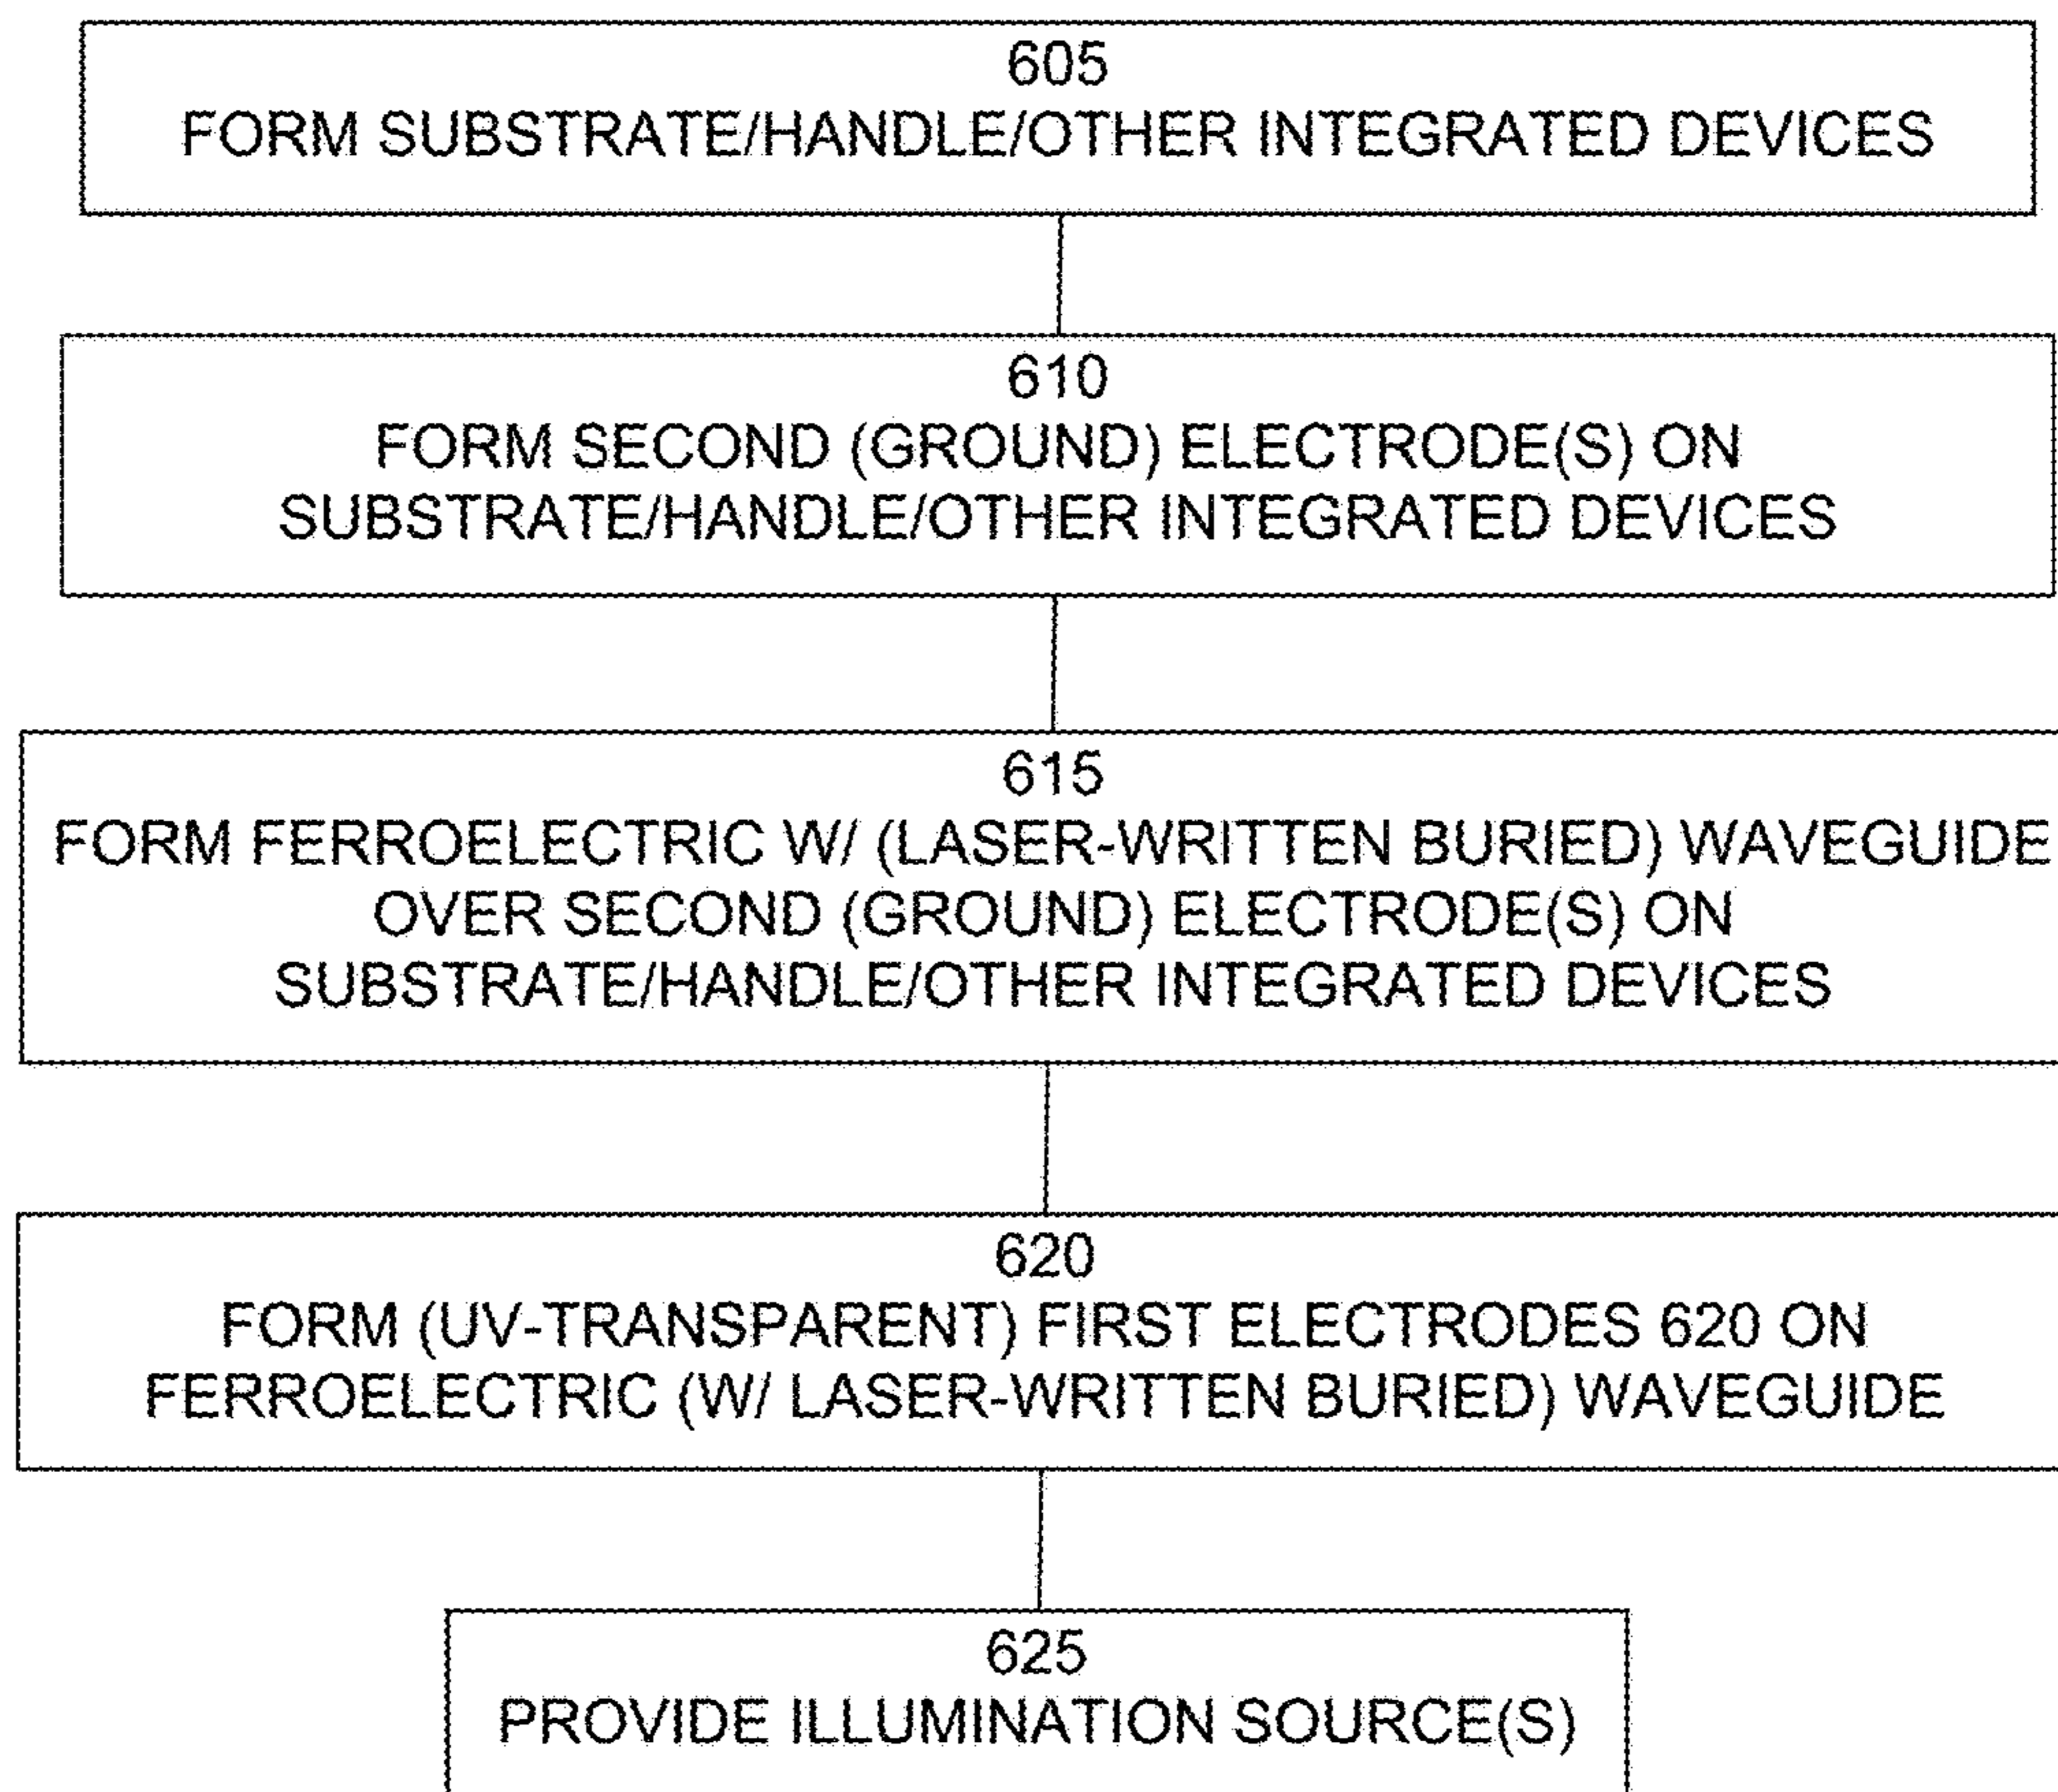 605
FORM SUBSTRATE/HANDLE/OTHER INTEGRATED DEVICES
610
FORM SECOND (GROUND) ELECTRODE(S) ON
SUBSTRATE/HANDLE/OTHER INTEGRATED DEVICES
615
FORM FERROELECTRIC W/ (LASER-WRITTEN BURIED) WAVEGUIDE
OVER SECOND (GROUND) ELECTRODE(S) ON
SUBSTRATE/HANDLE/OTHER INTEGRATED DEVICES
620
FORM (UV-TRANSPARENT) FIRST ELECTRODES 620 ON
FERROELECTRIC (W/ LASER-WRITTEN BURIED) WAVEGUIDE
625
PROVIDE ILLUMINATION SOURCE(S)